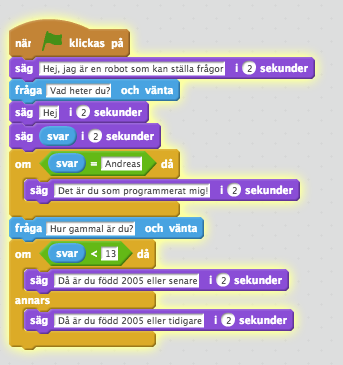 när klickas på
säg Hej, jag är en robot som kan ställa frågor i 2 sekunder
fråga Vad heter du? och vänta
säg Hej i 2 sekunder
säg svar i 2 sekunder
om svar = Andreas då
säg Det är du som programmerat mig! i 2 sekunder
fråga Hur gammal är du? och vänta
om svar < 13 då
säg Då är du född 2005 eller senare i 2 sekunder
annars
säg Då är du född 2005 eller tidigare i 2 sekunder